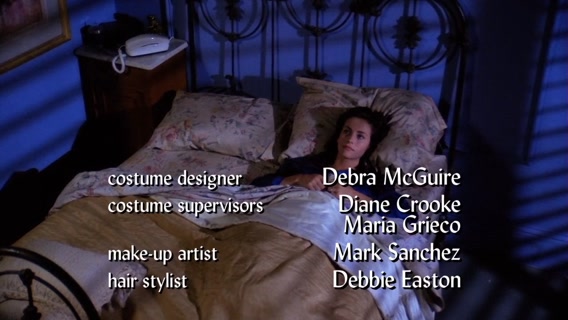 costume designer Debra McGuire
costume supervisors Diane Crooke
Maria Grieco
make-up artist Mark Sanchez
hair stylist Debbie Easton